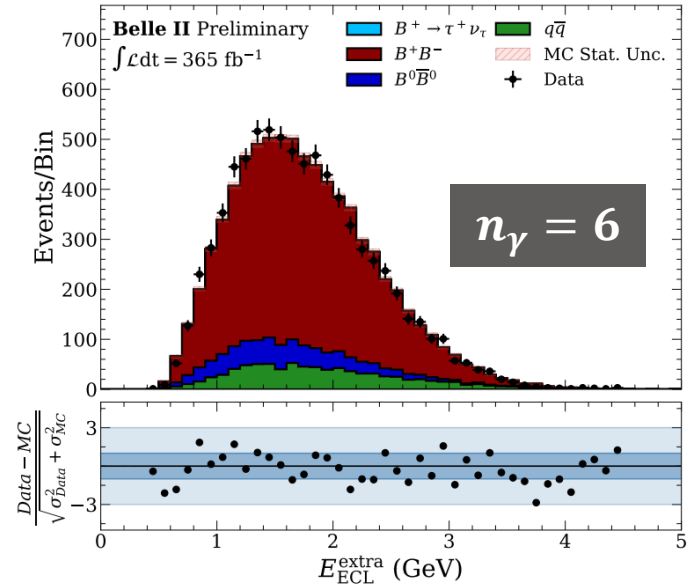 Belle II Preliminary
∫ℒdt = 365 fb⁻¹
B⁺ → τ⁺ ν_τ
B⁺B⁻
B⁰B̅⁰
qq̅
MC Stat. Unc.
Data
n_γ = 6
Events/Bin
700
600
500
400
300
200
100
0
Data − MC
√σ²_Data + σ²_MC
3
−3
0 1 2 3 4 5
E_ECL^extra (GeV)